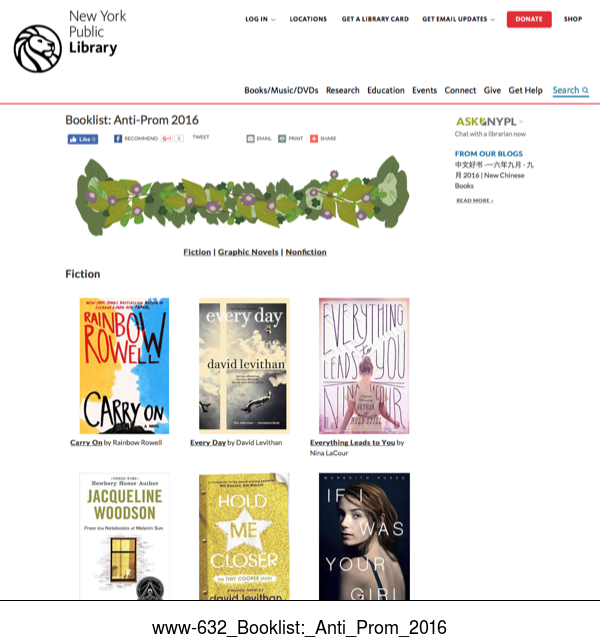 New York
Public
Library
LOG IN
LOCATIONS
GET A LIBRARY CARD
GET EMAIL UPDATES
DONATE
SHOP
Books/Music/DVDs Research Education Events Connect Give Get Help Search
Booklist: Anti-Prom 2016
Like 0
RECOMMEND
G+1 0
TWEET
EMAIL
PRINT
SHARE
ASKNYPL >
Chat with a librarian now
FROM OUR BLOGS
中文好书 -一六年九月 - 九
月 2016 | New Chinese
Books
READ MORE ›
Fiction | Graphic Novels | Nonfiction
Fiction
RAINBOW
ROWELL
CARRY ON
A NOVEL
every day
david levithan
EVERYTHING
LEADS to YOU
NINA LACOUR
AUTHOR
HOLD STILL
Carry On by Rainbow Rowell
Every Day by David Levithan
Everything Leads to You by
Nina LaCour
Newbery Honor Author
JACQUELINE
WOODSON
From the Notebooks of Melanin Sun
HOLD
ME
CLOSER
THE TINY COOPER STORY
david levithan
MEREDITH RUSSO
IF I
WAS
YOUR
GIRL
www-632_Booklist:_Anti_Prom_2016